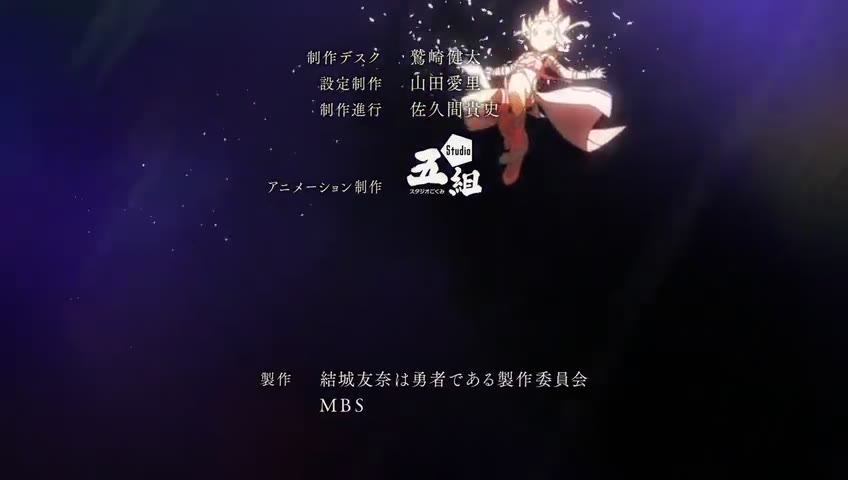 制作デスク 鷲崎健太
設定制作 山田愛里
制作進行 佐久間貴史
アニメーション制作 Studio 五組 スタジオごくみ
製作 結城友奈は勇者である製作委員会
MBS